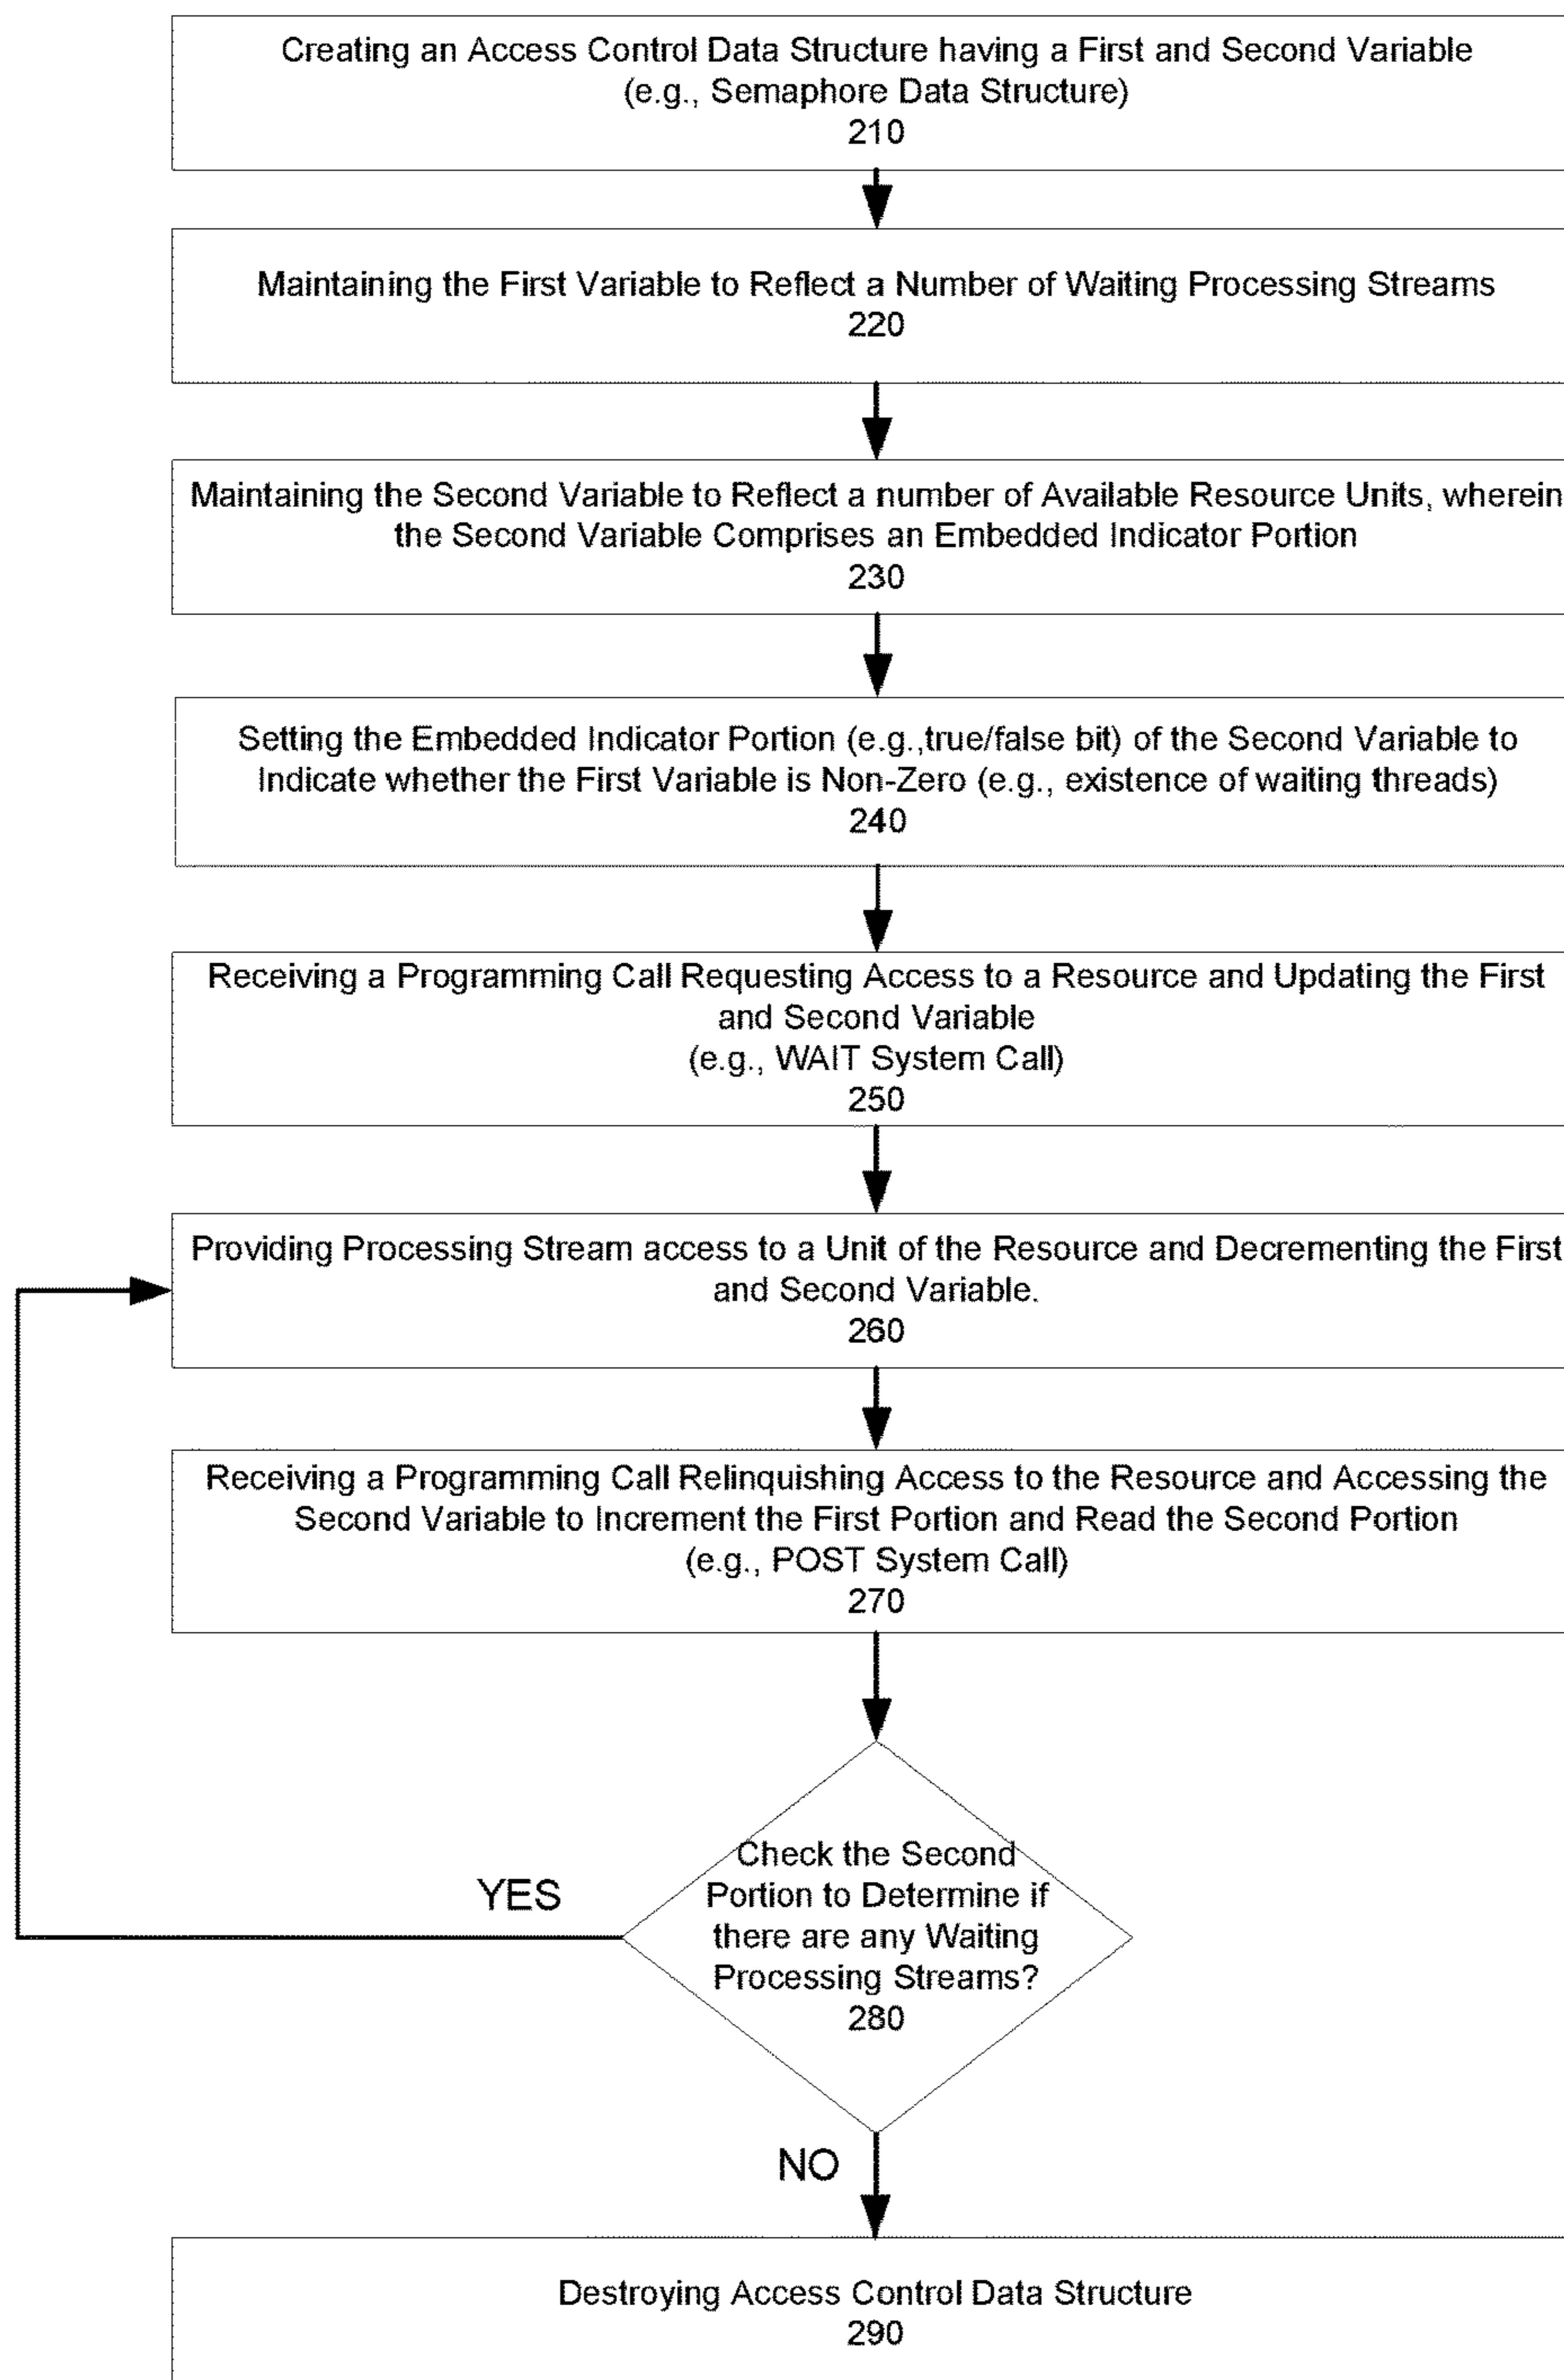 Creating an Access Control Data Structure having a First and Second Variable
(e.g., Semaphore Data Structure)
210
Maintaining the First Variable to Reflect a Number of Waiting Processing Streams
220
Maintaining the Second Variable to Reflect a number of Available Resource Units, wherein
the Second Variable Comprises an Embedded Indicator Portion
230
Setting the Embedded Indicator Portion (e.g.,true/false bit) of the Second Variable to
Indicate whether the First Variable is Non-Zero (e.g., existence of waiting threads)
240
Receiving a Programming Call Requesting Access to a Resource and Updating the First
and Second Variable
(e.g., WAIT System Call)
250
Providing Processing Stream access to a Unit of the Resource and Decrementing the First
and Second Variable.
260
Receiving a Programming Call Relinquishing Access to the Resource and Accessing the
Second Variable to Increment the First Portion and Read the Second Portion
(e.g., POST System Call)
270
Check the Second
Portion to Determine if
there are any Waiting
Processing Streams?
280
YES
NO
Destroying Access Control Data Structure
290